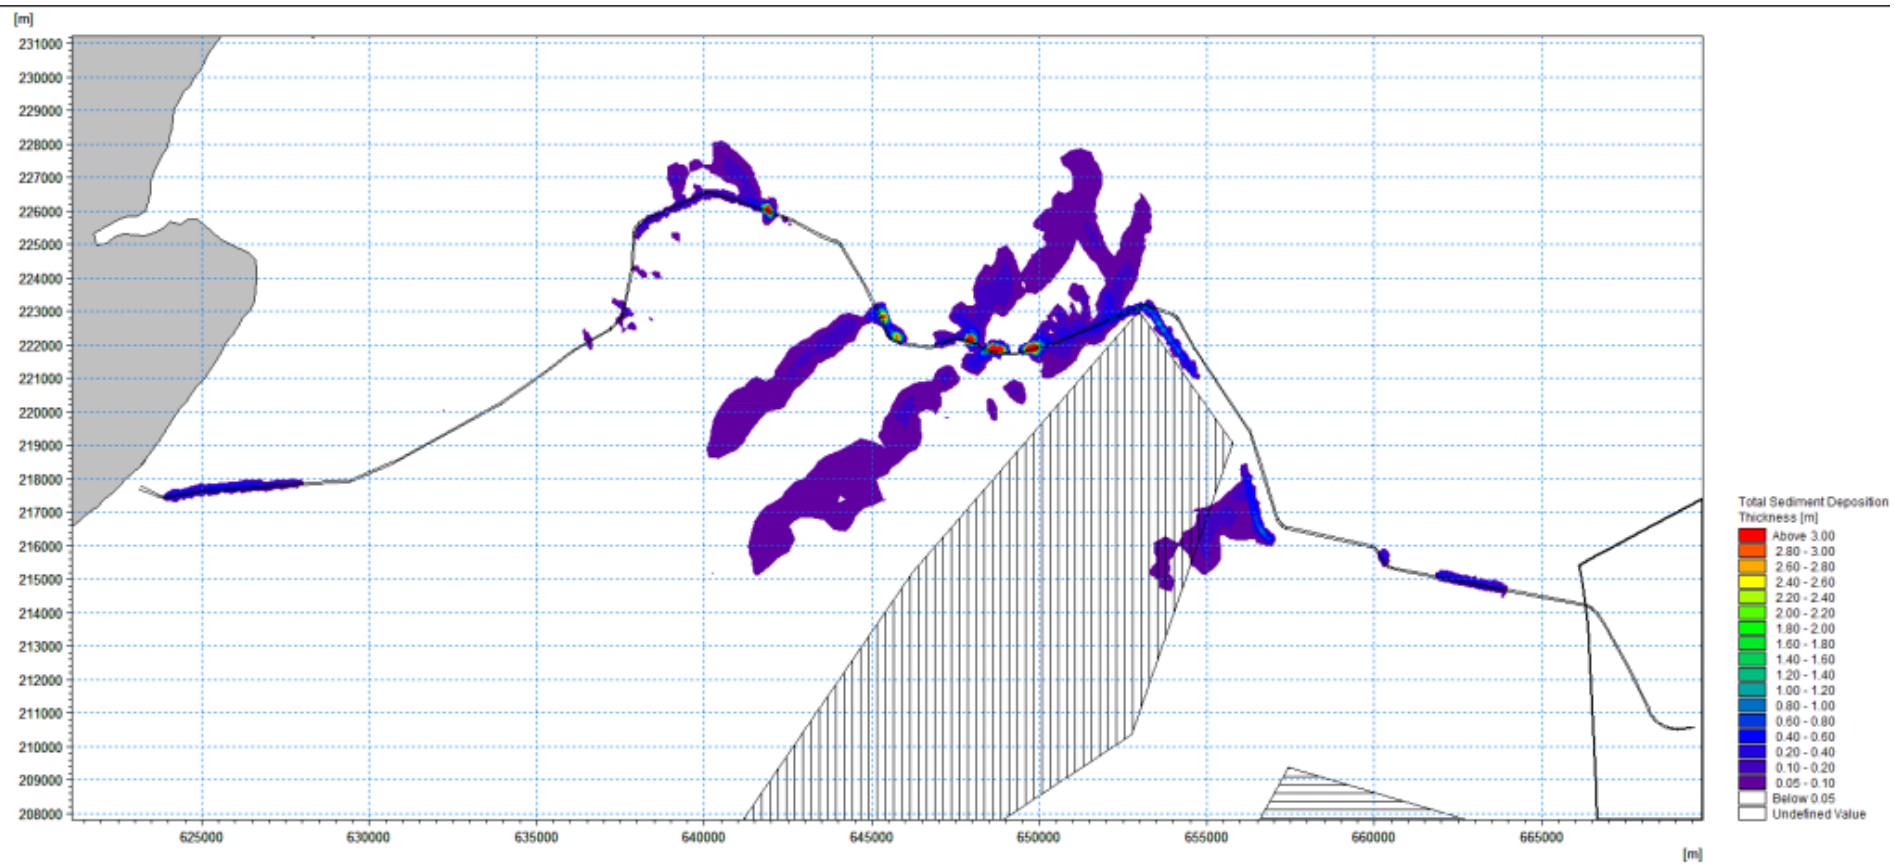 [m]
231000
230000
229000
228000
227000
226000
225000
224000
223000
222000
221000
220000
219000
218000
217000
216000
215000
214000
213000
212000
211000
210000
209000
208000
625000 630000 635000 640000 645000 650000 655000 660000 665000
[m]
Total Sediment Deposition
Thickness [m]
Above 3.00
2.80 - 3.00
2.60 - 2.80
2.40 - 2.60
2.20 - 2.40
2.00 - 2.20
1.80 - 2.00
1.60 - 1.80
1.40 - 1.60
1.20 - 1.40
1.00 - 1.20
0.80 - 1.00
0.60 - 0.80
0.40 - 0.60
0.20 - 0.40
0.10 - 0.20
0.05 - 0.10
Below 0.05
Undefined Value